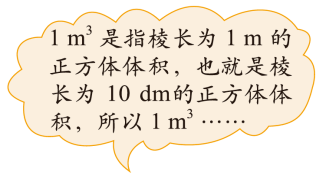 1 m³ 是指棱长为 1 m 的
正方体体积，也就是棱
长为 10 dm的正方体体
积，所以 1 m³ ……